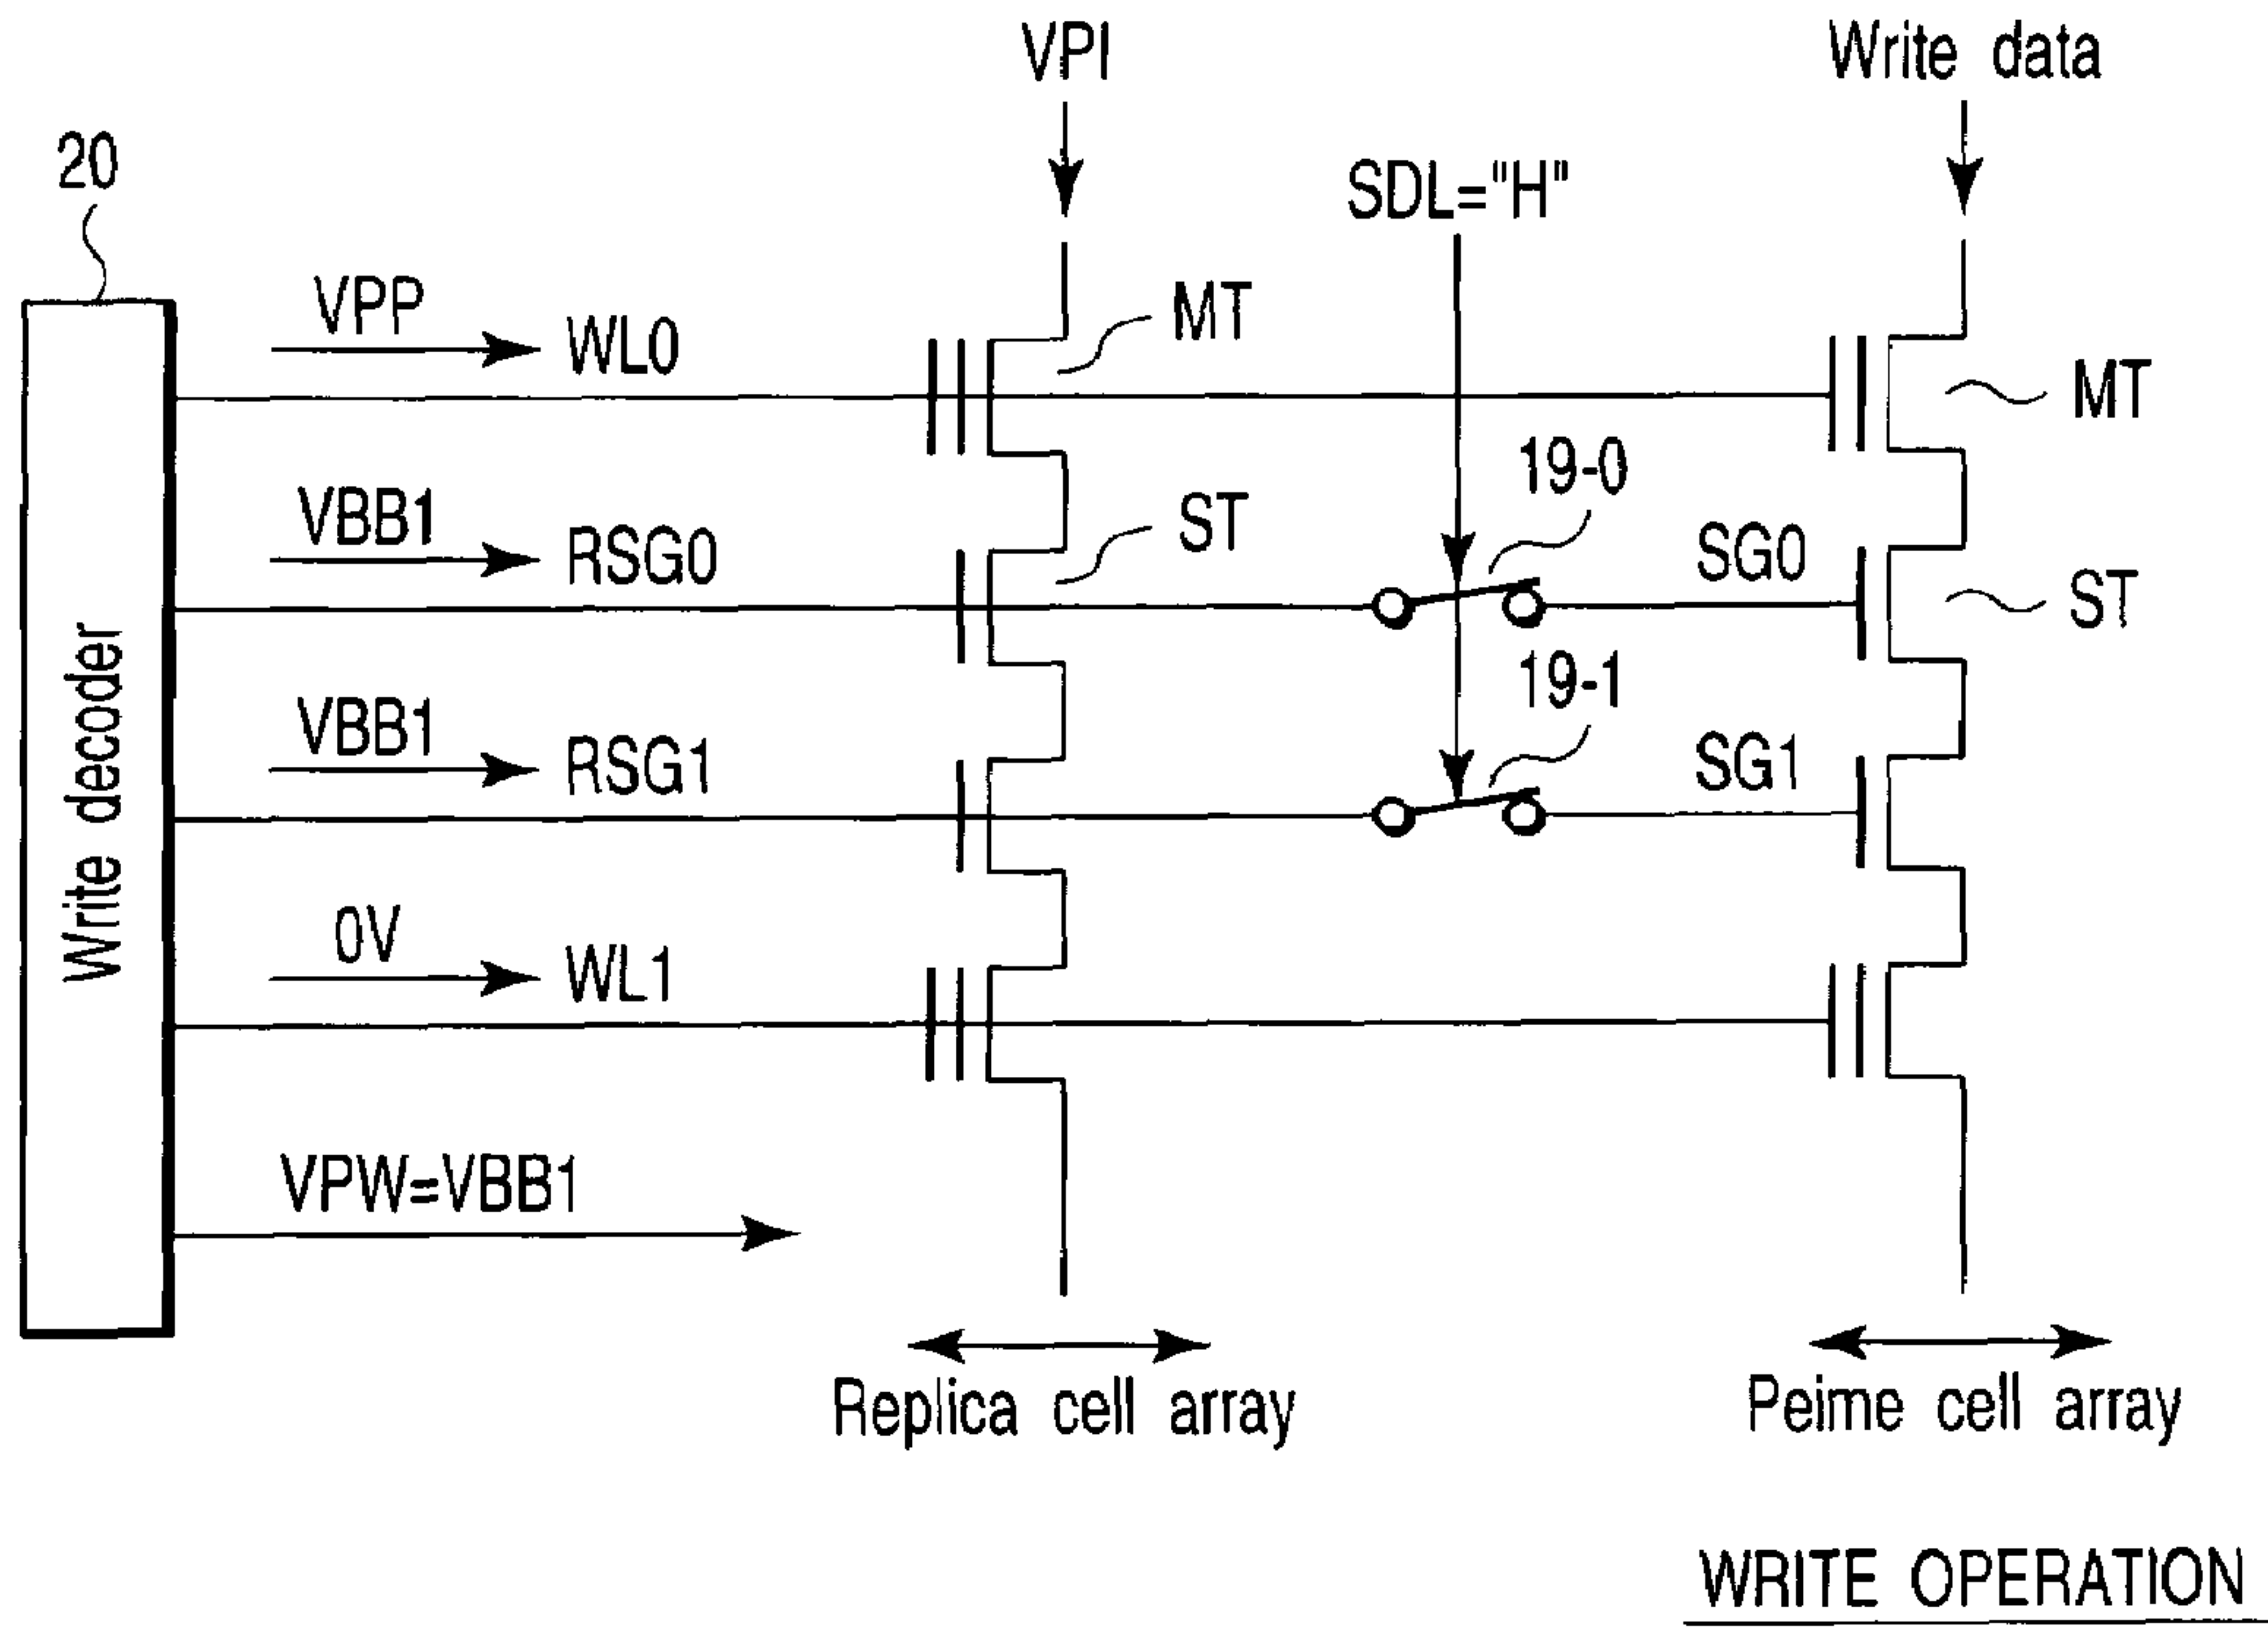 VPI
Write data
20
SDL="H"
VPP
WL0
MT
MT
19-0
VBB1
RSG0
ST
SG0
ST
19-1
VBB1
RSG1
SG1
Write decoder
0V
WL1
VPW=VBB1
Replica cell array
Peime cell array
WRITE OPERATION